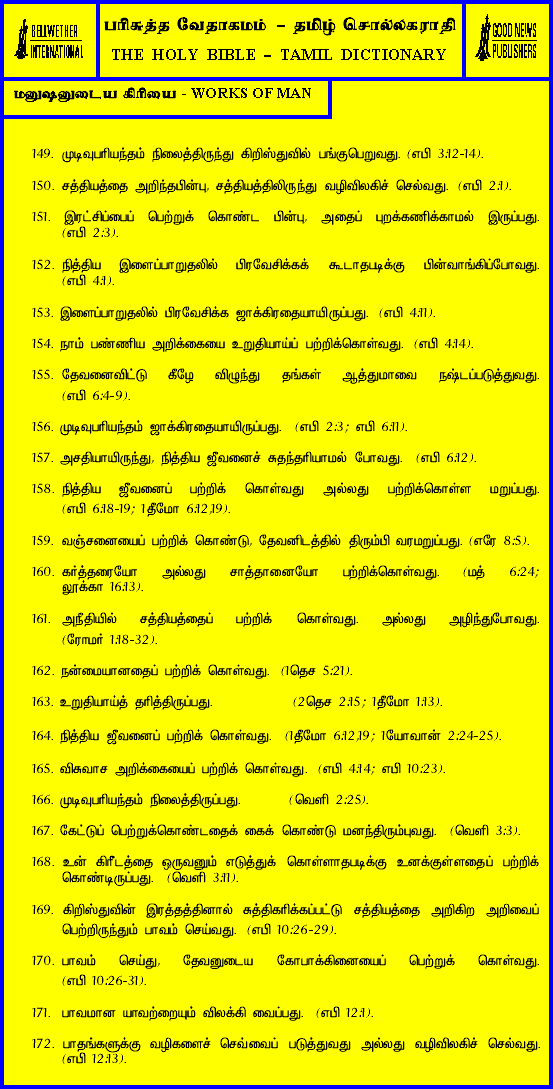 BELLWETHER
INTERNATIONAL
பரிசுத்த வேதாகமம் – தமிழ் சொல்லகராதி
THE HOLY BIBLE – TAMIL DICTIONARY
GOOD NEWS
PUBLISHERS
மனுஷனுடைய கிரியை - WORKS OF MAN
149. முடிவுபரியந்தம் நிலைத்திருந்து கிறிஸ்துவில் பங்குபெறுவது. (எபி 3:12-14).
150. சத்தியத்தை அறிந்தபின்பு, சத்தியத்திலிருந்து வழிவிலகிச் செல்வது. (எபி 2:1).
151. இரட்சிப்பைப் பெற்றுக் கொண்ட பின்பு, அதைப் புறக்கணிக்காமல் இருப்பது.
(எபி 2:3).
152. நித்திய இளைப்பாறுதலில் பிரவேசிக்கக் கூடாதபடிக்கு பின்வாங்கிப்போவது.
(எபி 4:1).
153. இளைப்பாறுதலில் பிரவேசிக்க ஜாக்கிரதையாயிருப்பது. (எபி 4:11).
154. நாம் பண்ணிய அறிக்கையை உறுதியாய்ப் பற்றிக்கொள்வது. (எபி 4:14).
155. தேவனைவிட்டு கீழே விழுந்து தங்கள் ஆத்துமாவை நஷ்டப்படுத்துவது.
(எபி 6:4-9).
156. முடிவுபரியந்தம் ஜாக்கிரதையாயிருப்பது. (எபி 2:3; எபி 6:11).
157. அசதியாயிருந்து, நித்திய ஜீவனைச் சுதந்தரியாமல் போவது. (எபி 6:12).
158. நித்திய ஜீவனைப் பற்றிக் கொள்வது அல்லது பற்றிக்கொள்ள மறுப்பது.
(எபி 6:18-19; 1தீமோ 6:12,19).
159. வஞ்சனையைப் பற்றிக் கொண்டு, தேவனிடத்தில் திரும்பி வரமறுப்பது. (எரே 8:5).
160. கர்த்தரையோ அல்லது சாத்தானையோ பற்றிக்கொள்வது. (மத் 6:24;
லூக்கா 16:13).
161. அநீதியில் சத்தியத்தைப் பற்றிக் கொள்வது. அல்லது அழிந்துபோவது.
(ரோமர் 1:18-32).
162. நன்மையானதைப் பற்றிக் கொள்வது. (1தெச 5:21).
163. உறுதியாய்த் தரித்திருப்பது. (2தெச 2:15; 1தீமோ 1:13).
164. நித்திய ஜீவனைப் பற்றிக் கொள்வது. (1தீமோ 6:12,19; 1யோவான் 2:24-25).
165. விசுவாச அறிக்கையைப் பற்றிக் கொள்வது. (எபி 4:14; எபி 10:23).
166. முடிவுபரியந்தம் நிலைத்திருப்பது. (வெளி 2:25).
167. கேட்டுப் பெற்றுக்கொண்டதைக் கைக் கொண்டு மனந்திரும்புவது. (வெளி 3:3).
168. உன் கிரீடத்தை ஒருவனும் எடுத்துக் கொள்ளாதபடிக்கு உனக்குள்ளதைப் பற்றிக்
கொண்டிருப்பது. (வெளி 3:11).
169. கிறிஸ்துவின் இரத்தத்தினால் சுத்திகரிக்கப்பட்டு சத்தியத்தை அறிகிற அறிவைப்
பெற்றிருந்தும் பாவம் செய்வது. (எபி 10:26-29).
170. பாவம் செய்து, தேவனுடைய கோபாக்கினையைப் பெற்றுக் கொள்வது.
(எபி 10:26-31).
171. பாவமான யாவற்றையும் விலக்கி வைப்பது. (எபி 12:1).
172. பாதங்களுக்கு வழிகளைச் செவ்வைப் படுத்துவது அல்லது வழிவிலகிச் செல்வது.
(எபி 12:13).